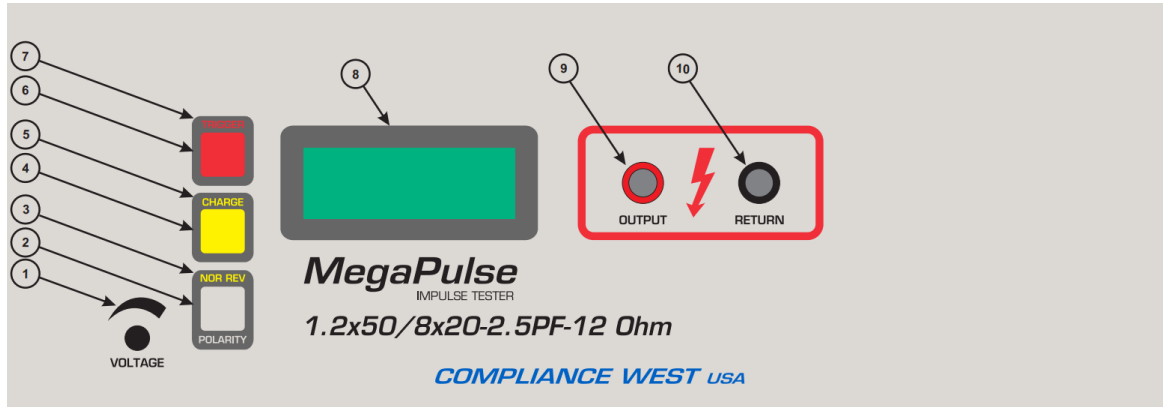 7
6
5
4
3
2
1
8
9
10
TRIGGER
CHARGE
NOR REV
POLARITY
VOLTAGE
OUTPUT
RETURN
MegaPulse
IMPULSE TESTER
1.2x50/8x20-2.5PF-12 Ohm
COMPLIANCE WEST USA